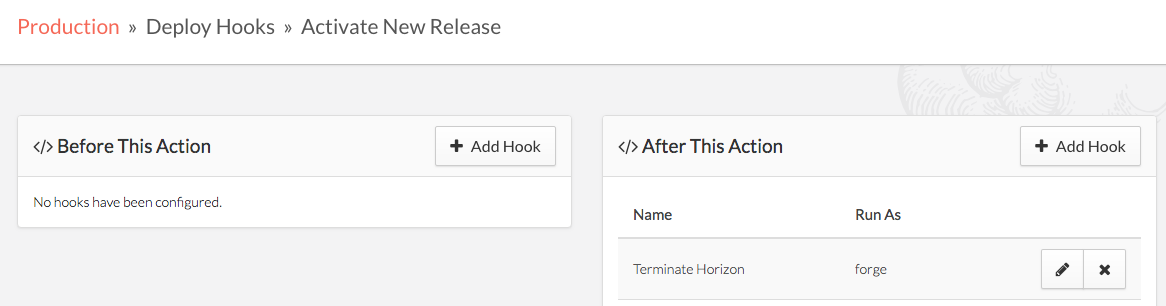 Production » Deploy Hooks » Activate New Release
</> Before This Action
+ Add Hook
No hooks have been configured.
</> After This Action
+ Add Hook
Name Run As
Terminate Horizon forge